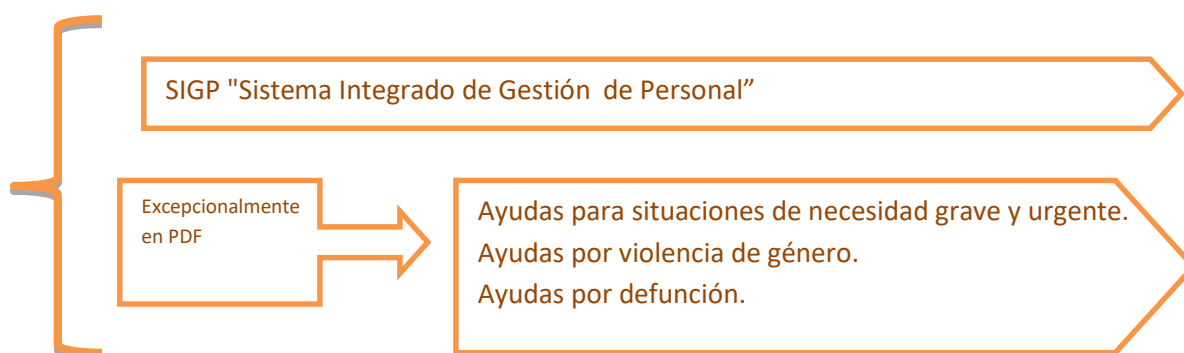 SIGP "Sistema Integrado de Gestión  de Personal”
Excepcionalmente
en PDF
Ayudas para situaciones de necesidad grave y urgente.
Ayudas por violencia de género.
Ayudas por defunción.